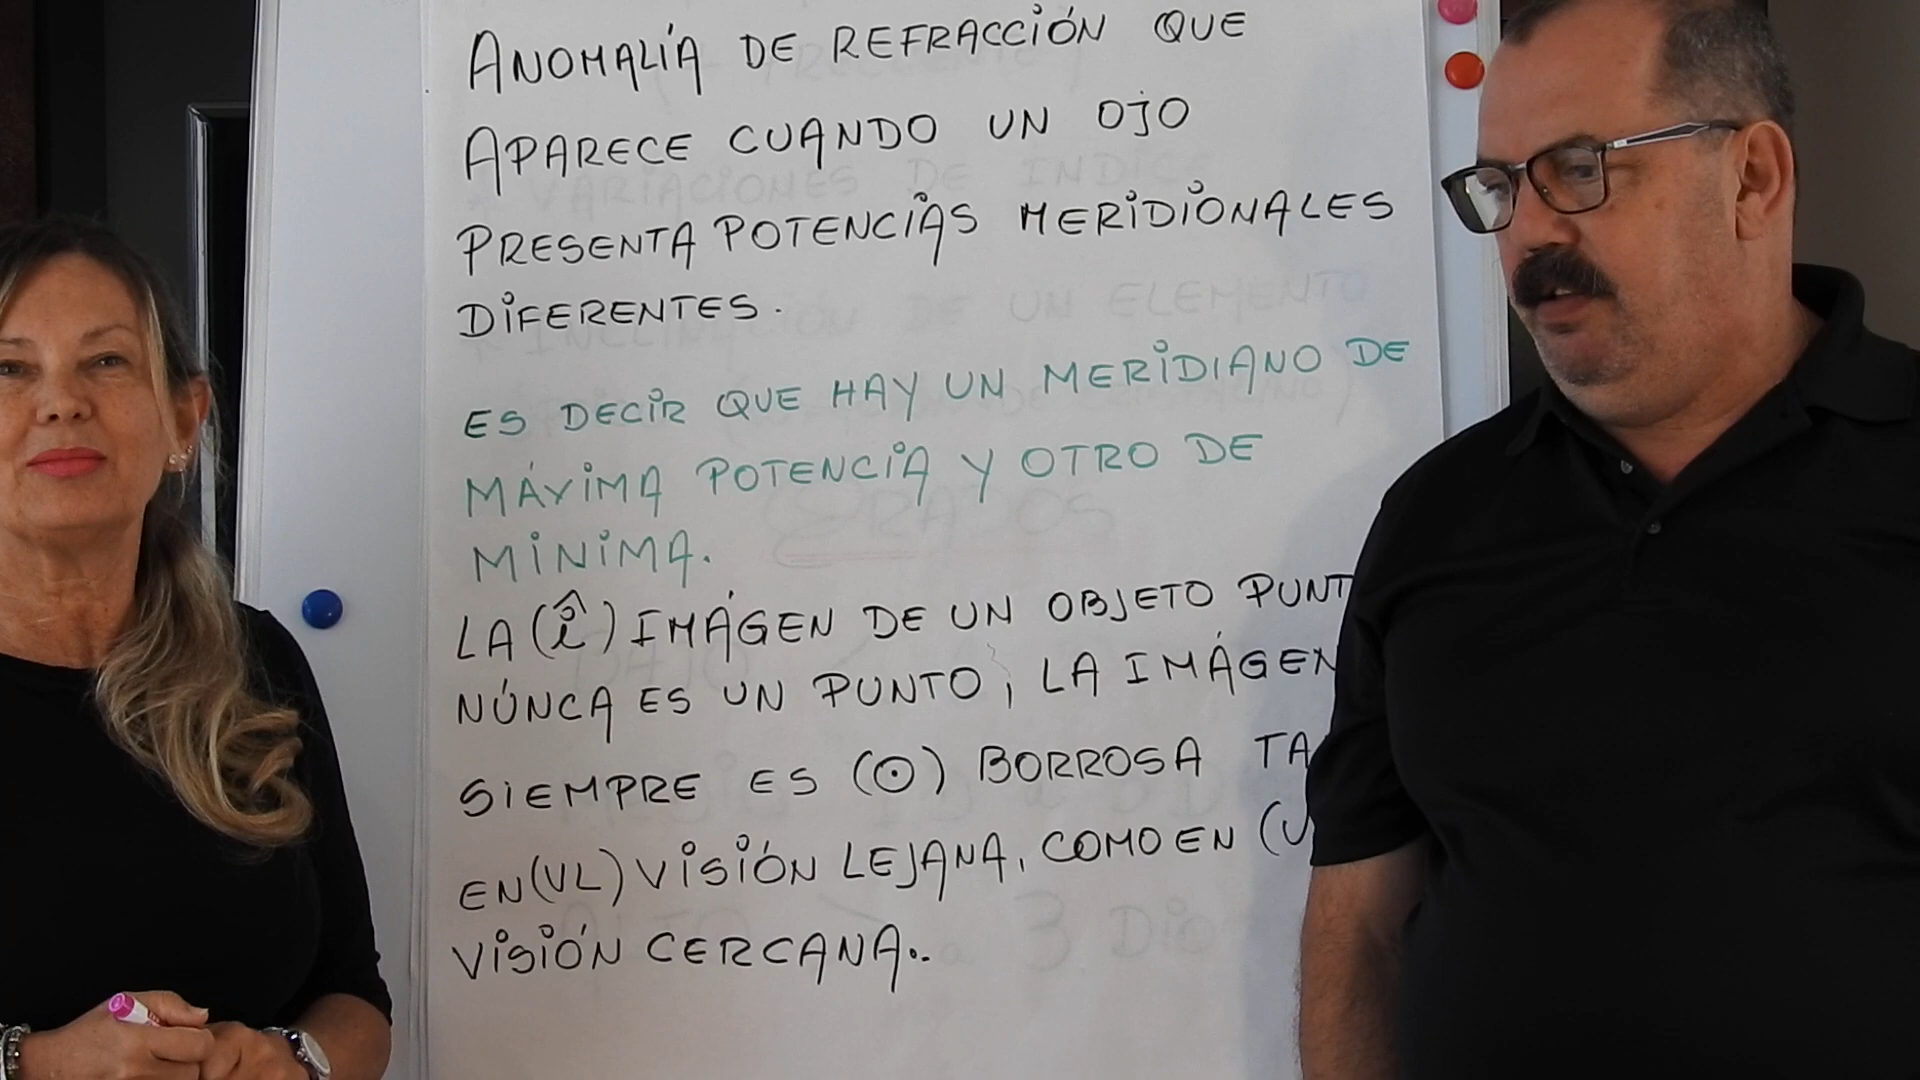 ANOMALÍA DE REFRACCIÓN QUE
APARECE CUANDO UN OJO
PRESENTA POTENCIAS MERIDIONALES
DIFERENTES.
ES DECIR QUE HAY UN MERIDIANO DE
MÁXIMA POTENCIA Y OTRO DE
MINIMA.
LA (î) IMÁGEN DE UN OBJETO PUNT
NÚNCA ES UN PUNTO, LA IMÁGEN
SIEMPRE ES (⊙) BORROSA TA
EN (VL) VISIÓN LEJANA, COMO EN (V
VISIÓN CERCANA..